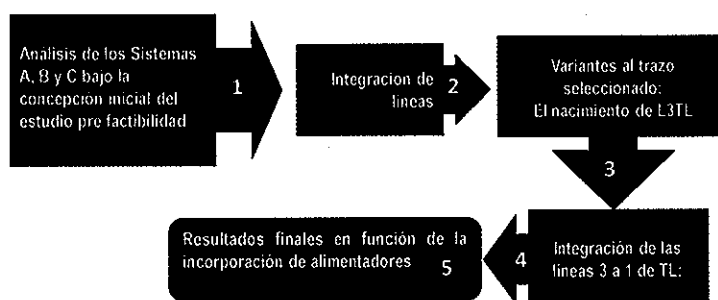 Análisis de los Sistemas
A, B y C bajo la
concepción inicial del
estudio pre factibilidad
1
Integracion de
líneas
2
Variantes al trazo
seleccionado:
El nacimiento de L3TL
3
Integración de las
líneas 3 a 1 de TL:
4
Resultados finales en función de la
incorporación de alimentadores
5